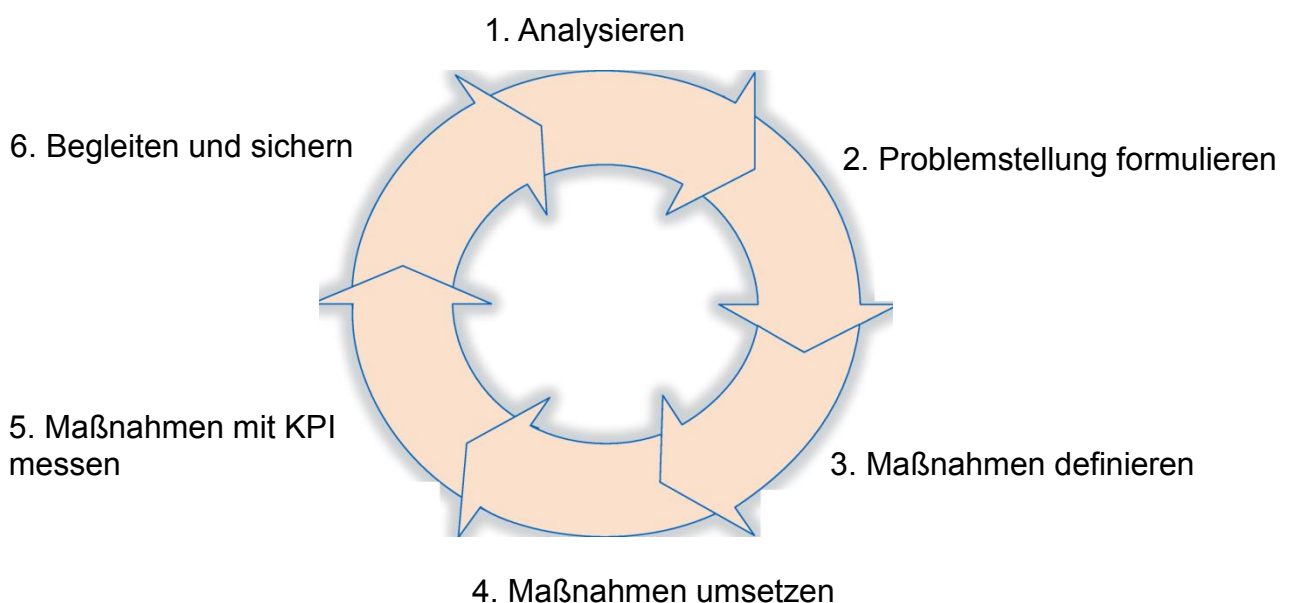 1. Analysieren
2. Problemstellung formulieren
3. Maßnahmen definieren
4. Maßnahmen umsetzen
5. Maßnahmen mit KPI
messen
6. Begleiten und sichern